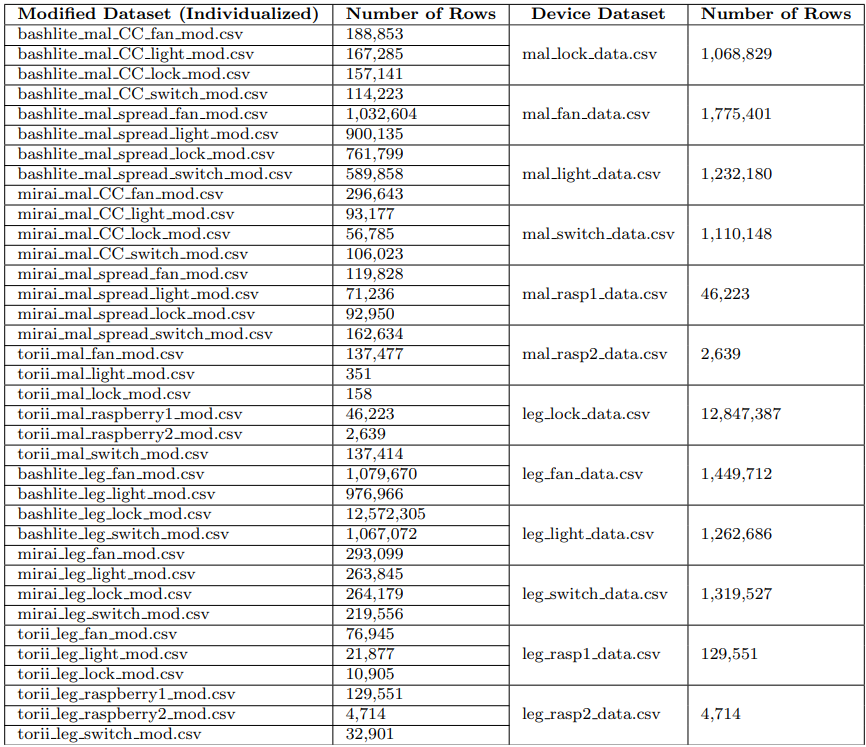 Modified Dataset (Individualized) Number of Rows Device Dataset Number of Rows
bashlite_mal_CC_fan_mod.csv 188,853
bashlite_mal_CC_light_mod.csv 167,285 mal_lock_data.csv 1,068,829
bashlite_mal_CC_lock_mod.csv 157,141
bashlite_mal_CC_switch_mod.csv 114,223
bashlite_mal_spread_fan_mod.csv 1,032,604 mal_fan_data.csv 1,775,401
bashlite_mal_spread_light_mod.csv 900,135
bashlite_mal_spread_lock_mod.csv 761,799
bashlite_mal_spread_switch_mod.csv 589,858 mal_light_data.csv 1,232,180
mirai_mal_CC_fan_mod.csv 296,643
mirai_mal_CC_light_mod.csv 93,177
mirai_mal_CC_lock_mod.csv 56,785 mal_switch_data.csv 1,110,148
mirai_mal_CC_switch_mod.csv 106,023
mirai_mal_spread_fan_mod.csv 119,828
mirai_mal_spread_light_mod.csv 71,236 mal_rasp1_data.csv 46,223
mirai_mal_spread_lock_mod.csv 92,950
mirai_mal_spread_switch_mod.csv 162,634
torii_mal_fan_mod.csv 137,477 mal_rasp2_data.csv 2,639
torii_mal_light_mod.csv 351
torii_mal_lock_mod.csv 158
torii_mal_raspberry1_mod.csv 46,223 leg_lock_data.csv 12,847,387
torii_mal_raspberry2_mod.csv 2,639
torii_mal_switch_mod.csv 137,414
bashlite_leg_fan_mod.csv 1,079,670 leg_fan_data.csv 1,449,712
bashlite_leg_light_mod.csv 976,966
bashlite_leg_lock_mod.csv 12,572,305
bashlite_leg_switch_mod.csv 1,067,072 leg_light_data.csv 1,262,686
mirai_leg_fan_mod.csv 293,099
mirai_leg_light_mod.csv 263,845
mirai_leg_lock_mod.csv 264,179 leg_switch_data.csv 1,319,527
mirai_leg_switch_mod.csv 219,556
torii_leg_fan_mod.csv 76,945
torii_leg_light_mod.csv 21,877 leg_rasp1_data.csv 129,551
torii_leg_lock_mod.csv 10,905
torii_leg_raspberry1_mod.csv 129,551
torii_leg_raspberry2_mod.csv 4,714 leg_rasp2_data.csv 4,714
torii_leg_switch_mod.csv 32,901